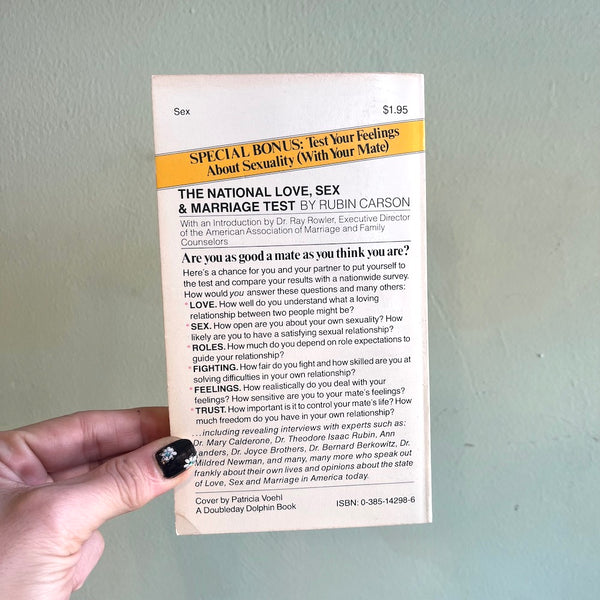 Sex $1.95
SPECIAL BONUS: Test Your Feelings
About Sexuality (With Your Mate)
THE NATIONAL LOVE, SEX
& MARRIAGE TEST BY RUBIN CARSON
With an Introduction by Dr. Ray Rowler, Executive Director
of the American Association of Marriage and Family
Counselors
Are you as good a mate as you think you are?
Here's a chance for you and your partner to put yourself to
the test and compare your results with a nationwide survey.
How would you answer these questions and many others:
*LOVE. How well do you understand what a loving
relationship between two people might be?
*SEX. How open are you about your own sexuality? How
likely are you to have a satisfying sexual relationship?
*ROLES. How much do you depend on role expectations to
guide your relationship?
*FIGHTING. How fair do you fight and how skilled are you at
solving difficulties in your own relationship?
*FEELINGS. How realistically do you deal with your
feelings? How sensitive are you to your mate's feelings?
*TRUST. How important is it to control your mate's life? How
much freedom do you have in your own relationship?
...including revealing interviews with experts such as:
Dr. Mary Calderone, Dr. Theodore Isaac Rubin, Ann
anders, Dr. Joyce Brothers, Dr. Bernard Berkowitz, Dr.
Mildred Newman, and many, many more who speak out
frankly about their own lives and opinions about the state
of Love, Sex and Marriage in America today.
Cover by Patricia Voehl
A Doubleday Dolphin Book ISBN: 0-385-14298-6